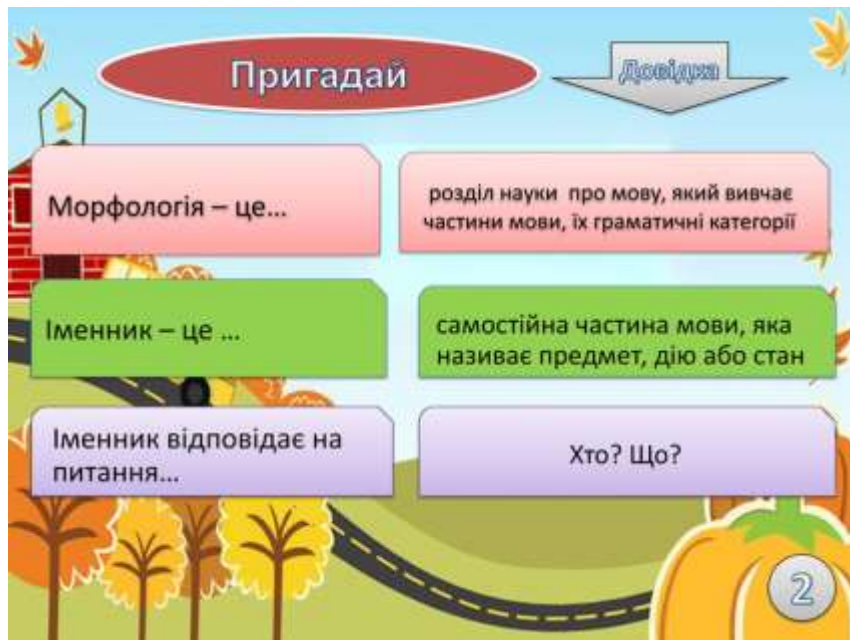 Пригадай
Довідка
Морфологія – це...
розділ науки про мову, який вивчає
частини мови, їх граматичні категорії
Іменник – це ...
самостійна частина мови, яка
називає предмет, дію або стан
Іменник відповідає на
питання...
Хто? Що?
2